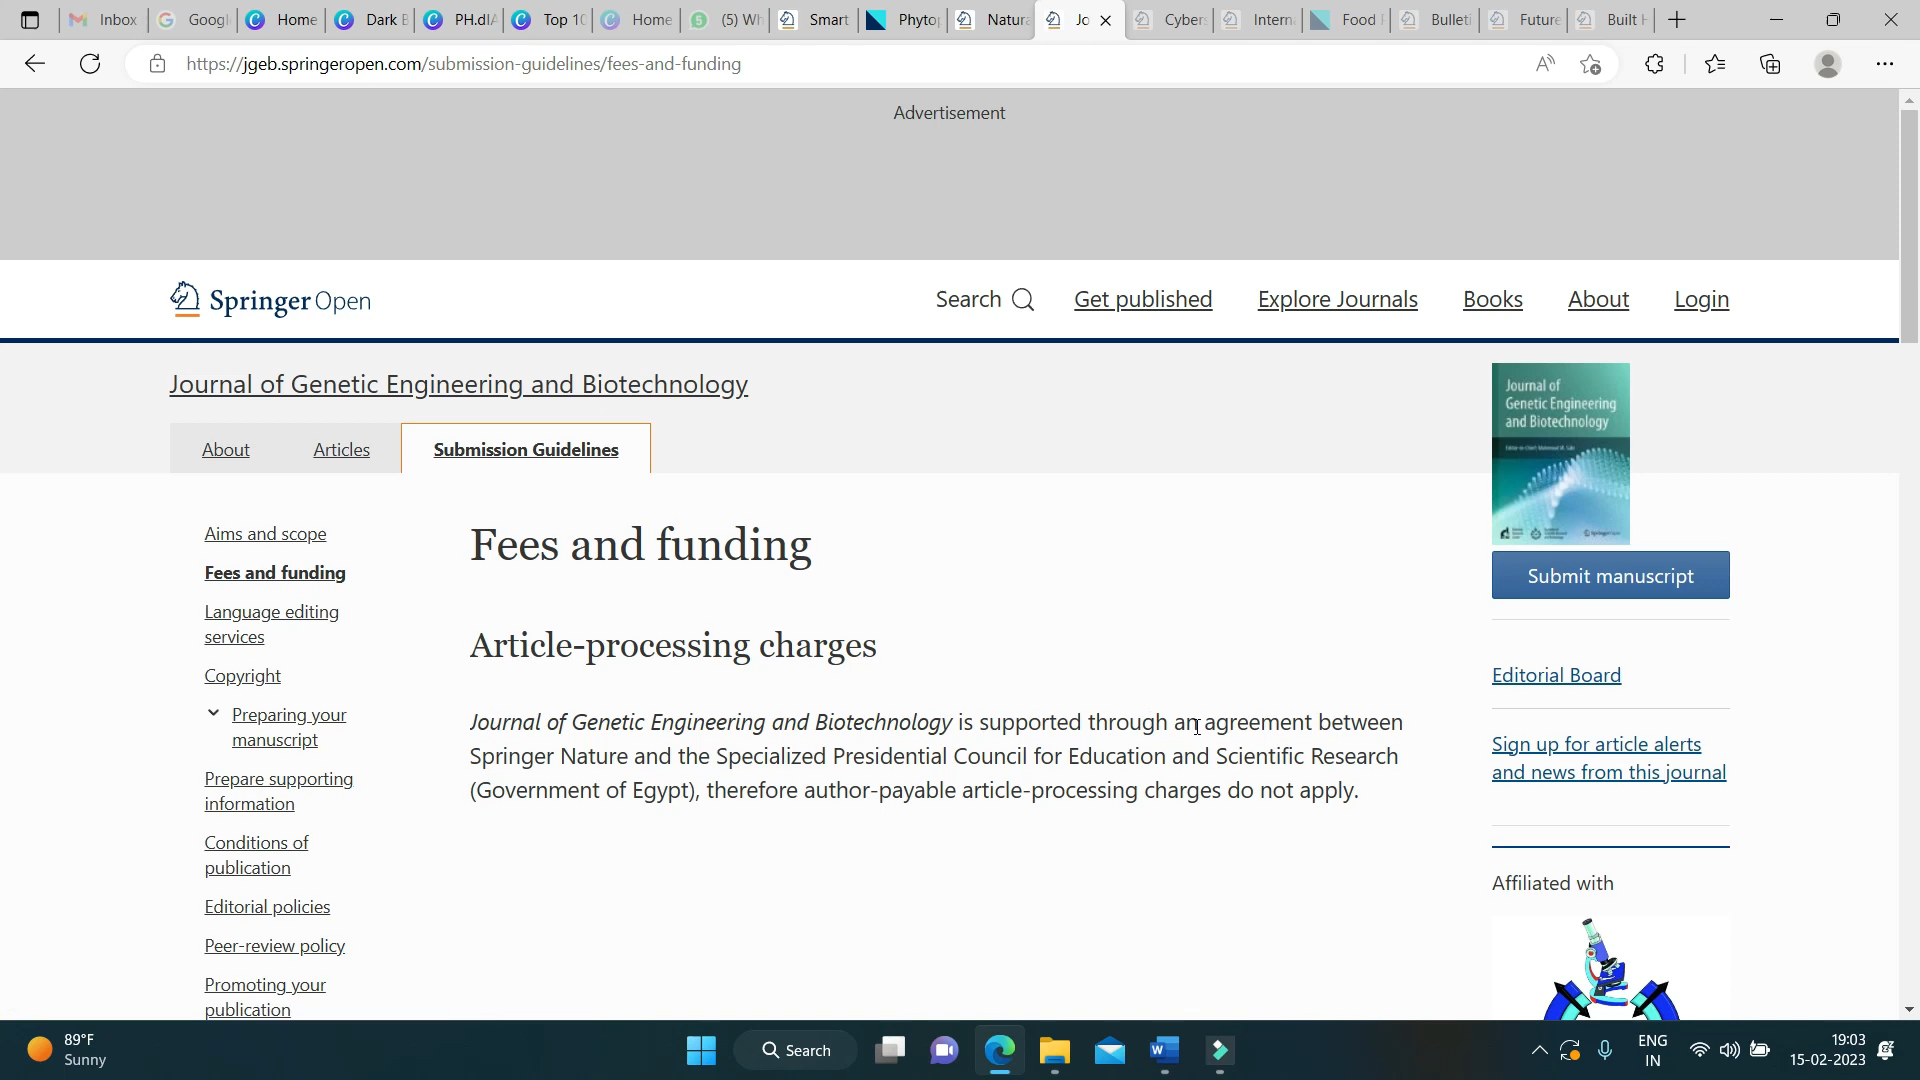 Inbox
Googl
Home
Dark B
PH.dIA
Top 10
Home
(5) Wh
Smart
Phyto
Natura
Jo
Cybers
Intern
Food
Bulleti
Future
Built H
https://jgeb.springeropen.com/submission-guidelines/fees-and-funding
Advertisement
Springer Open
Search
Get published
Explore Journals
Books
About
Login
Journal of Genetic Engineering and Biotechnology
About
Articles
Submission Guidelines
Journal of
Genetic Engineering
and Biotechnology
SpringerOpen
Submit manuscript
Aims and scope
Fees and funding
Language editing
services
Copyright
Preparing your
manuscript
Prepare supporting
information
Conditions of
publication
Editorial policies
Peer-review policy
Promoting your
publication
Fees and funding
Article-processing charges
Journal of Genetic Engineering and Biotechnology is supported through an agreement between
Springer Nature and the Specialized Presidential Council for Education and Scientific Research
(Government of Egypt), therefore author-payable article-processing charges do not apply.
Editorial Board
Sign up for article alerts
and news from this journal
Affiliated with
89°F
Sunny
Search
ENG
IN
19:03
15-02-2023